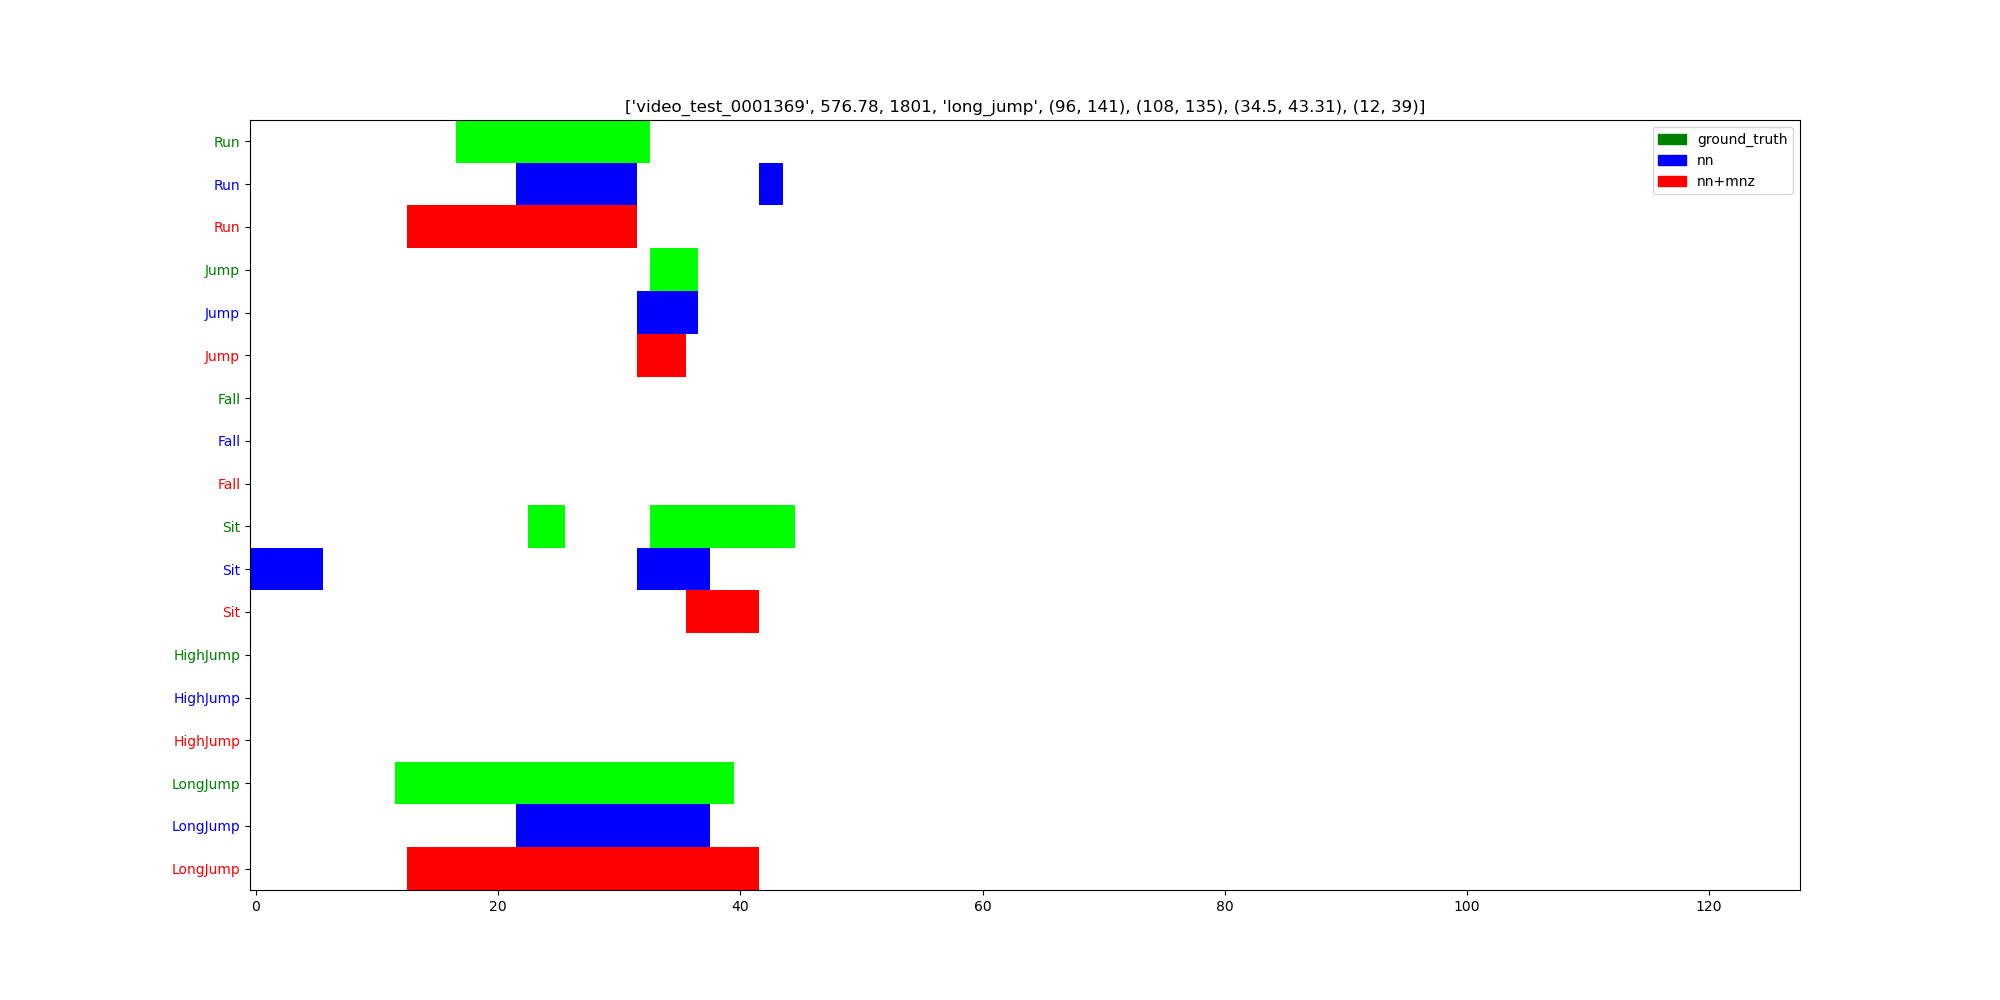 ['video_test_0001369', 576.78, 1801, 'long_jump', (96, 141), (108, 135), (34.5, 43.31), (12, 39)]
ground_truth
nn
nn+mnz
Run
Run
Run
Jump
Jump
Jump
Fall
Fall
Fall
Sit
Sit
Sit
HighJump
HighJump
HighJump
LongJump
LongJump
LongJump
0 20 40 60 80 100 120